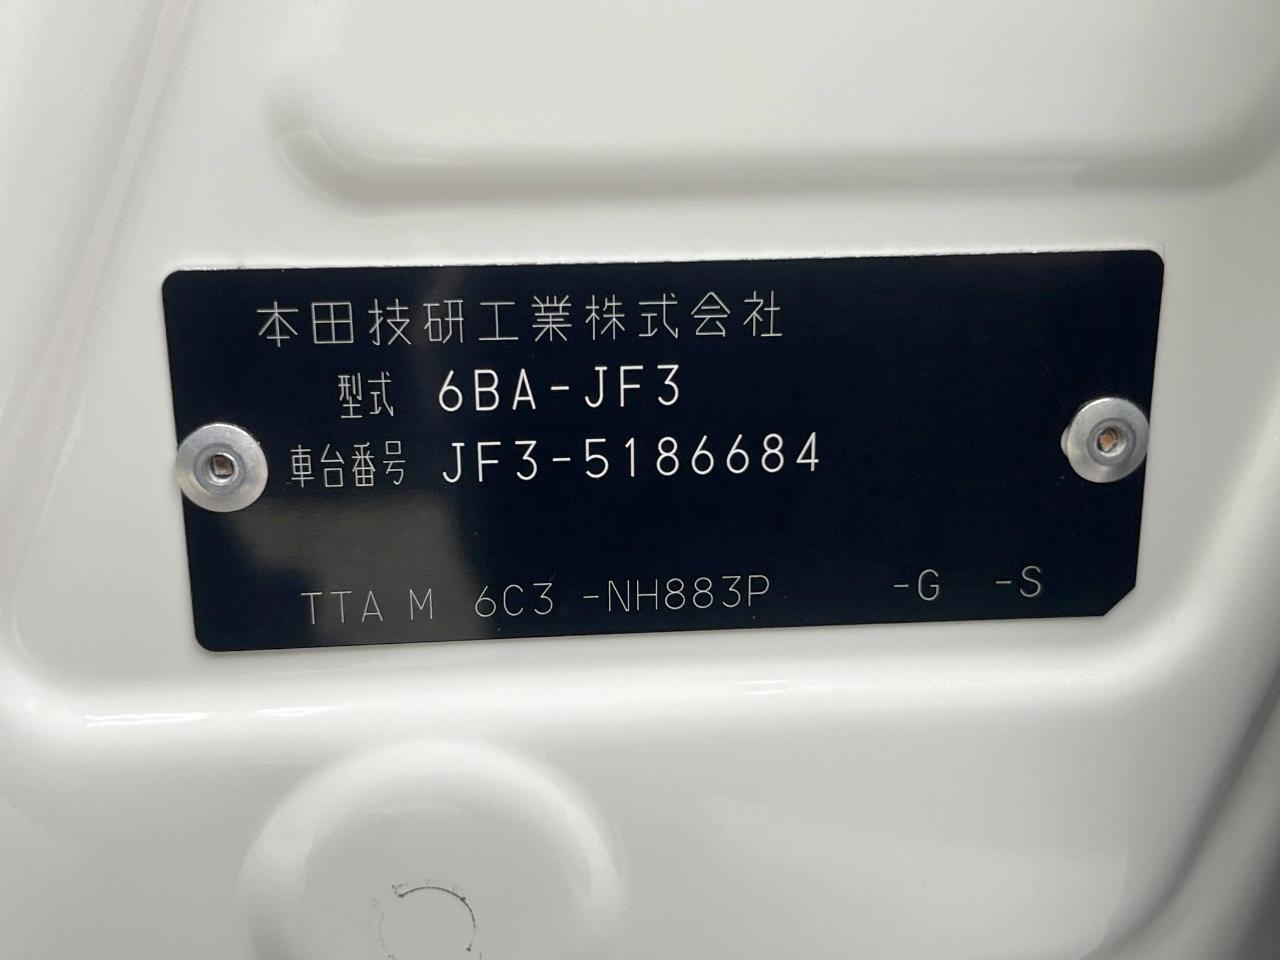 本田技研工業株式会社
型式 6BA-JF3
車台番号 JF3-5186684
TTA M 6C3 -NH883P -G -S